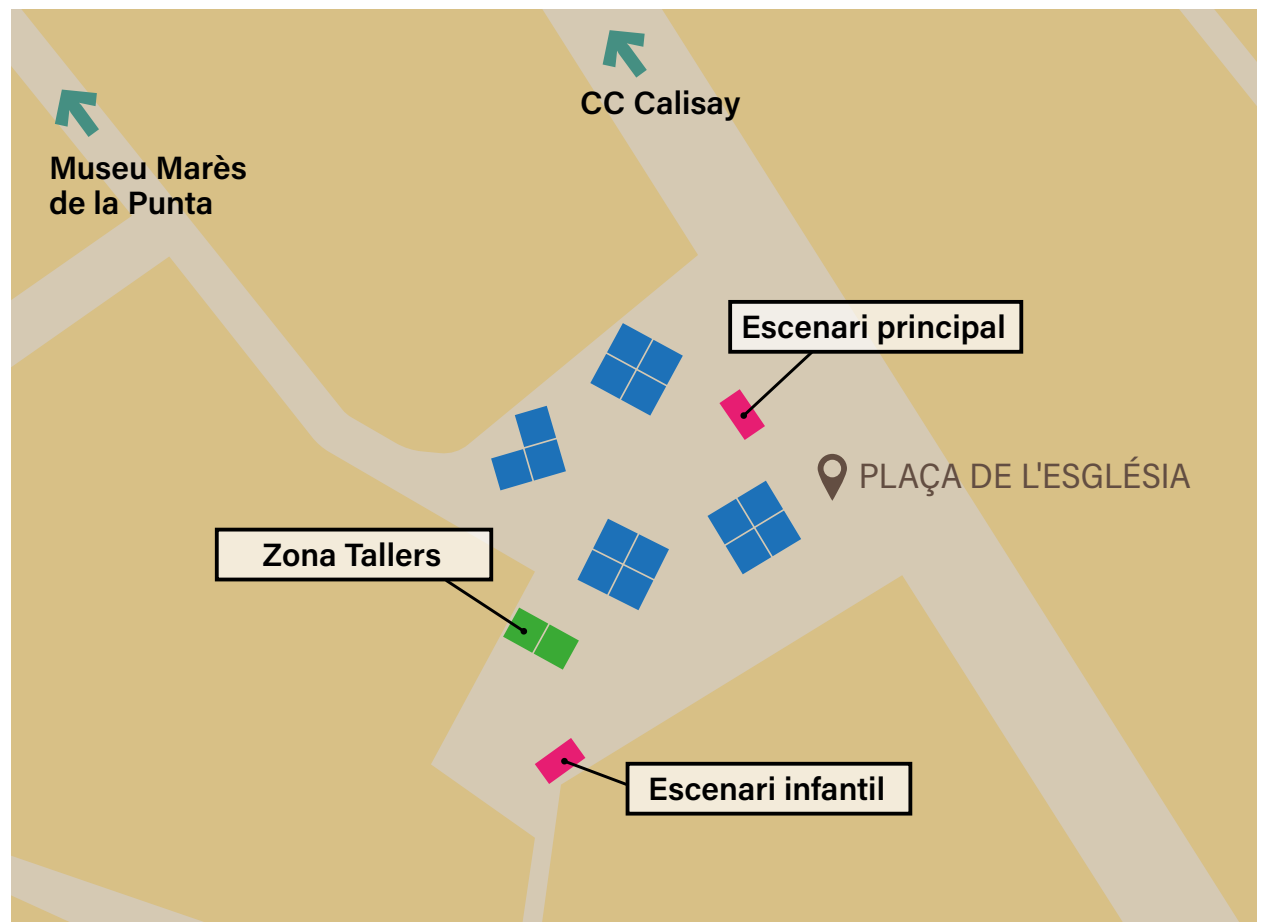 CC Calisay
Museu Marès
de la Punta
Escenari principal
PLAÇA DE L'ESGLÉSIA
Zona Tallers
Escenari infantil